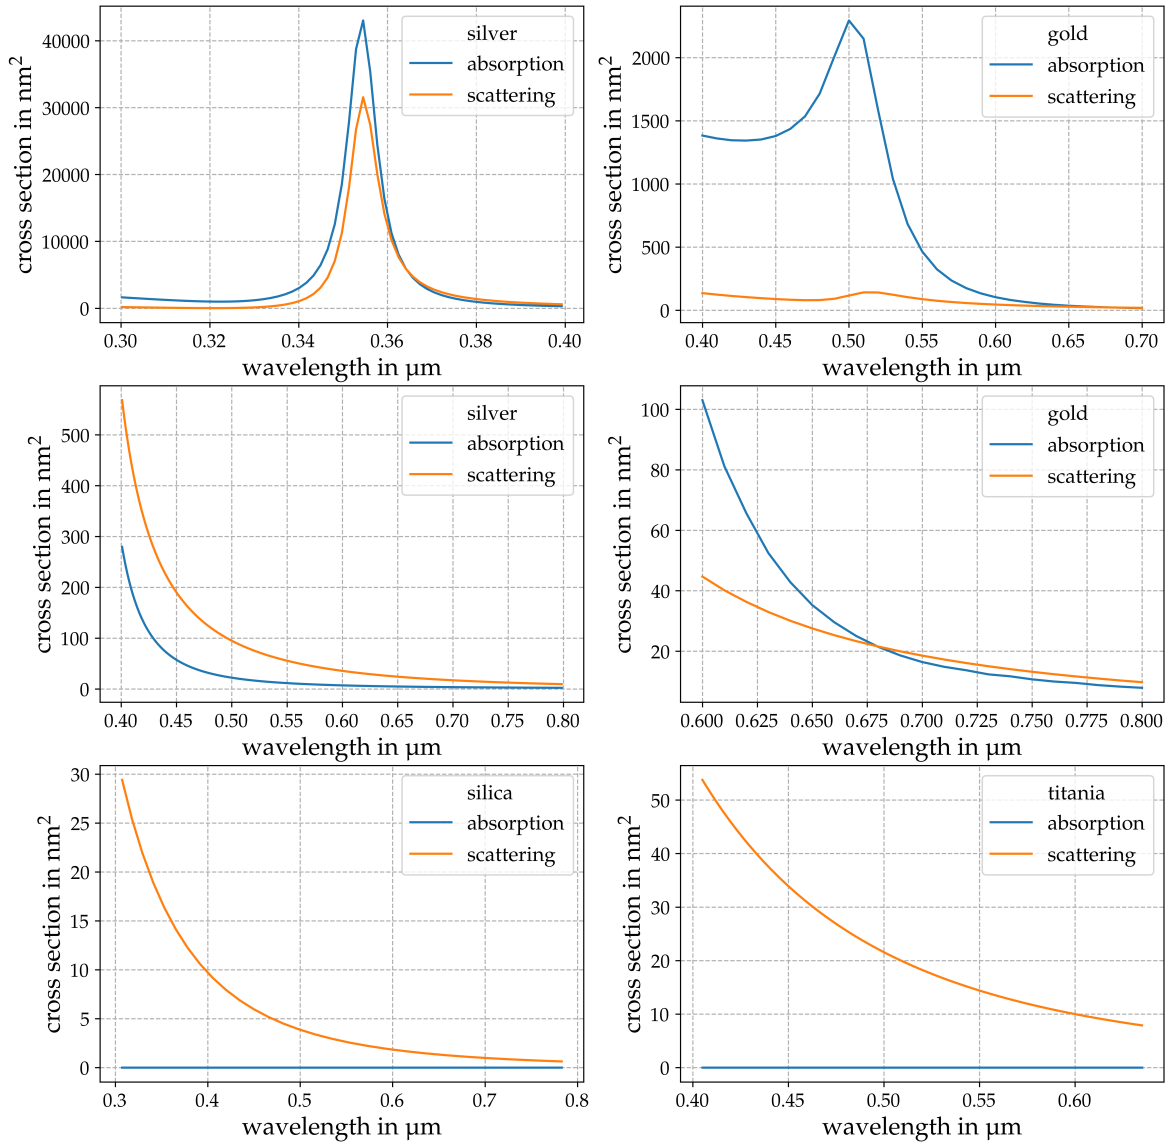 cross section in nm²
40000
30000
20000
10000
0
silver
absorption
scattering
0.30 0.32 0.34 0.36 0.38 0.40
wavelength in µm
cross section in nm²
2000
1500
1000
500
0
gold
absorption
scattering
0.40 0.45 0.50 0.55 0.60 0.65 0.70
wavelength in µm
cross section in nm²
500
400
300
200
100
0
silver
absorption
scattering
0.40 0.45 0.50 0.55 0.60 0.65 0.70 0.75 0.80
wavelength in µm
cross section in nm²
100
80
60
40
20
gold
absorption
scattering
0.600 0.625 0.650 0.675 0.700 0.725 0.750 0.775 0.800
wavelength in µm
cross section in nm²
30
25
20
15
10
5
0
silica
absorption
scattering
0.3 0.4 0.5 0.6 0.7 0.8
wavelength in µm
cross section in nm²
50
40
30
20
10
0
titania
absorption
scattering
0.40 0.45 0.50 0.55 0.60
wavelength in µm